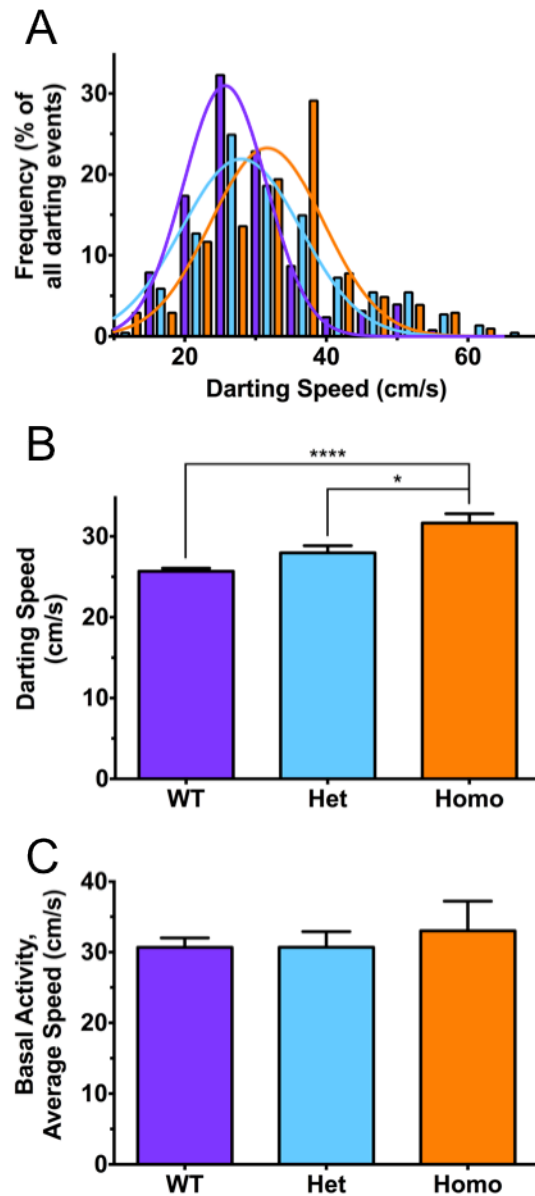 A
Frequency (% of
all darting events)
30
20
10
0
20
40
60
Darting Speed (cm/s)
B
****
*
Darting Speed
(cm/s)
30
20
10
0
WT
Het
Homo
C
Basal Activity,
Average Speed (cm/s)
40
30
20
10
0
WT
Het
Homo